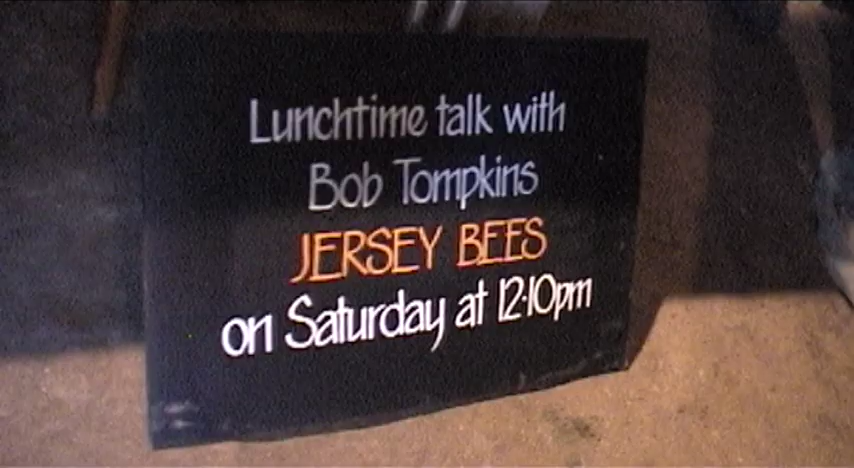 Lunchtime talk with
Bob Tompkins
JERSEY BEES
on Saturday at 12·10pm